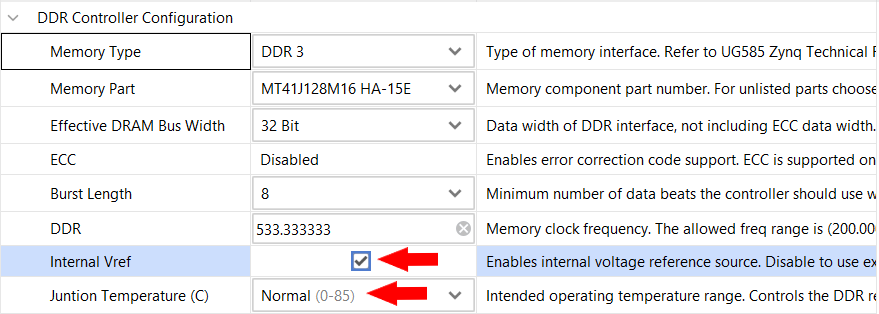 DDR Controller Configuration
Memory Type DDR 3 Type of memory interface. Refer to UG585 Zynq Technical
Memory Part MT41J128M16 HA-15E Memory component part number. For unlisted parts choose
Effective DRAM Bus Width 32 Bit Data width of DDR interface, not including ECC data width.
ECC Disabled Enables error correction code support. ECC is supported on
Burst Length 8 Minimum number of data beats the controller should use
DDR 533.333333 Memory clock frequency. The allowed freq range is (200.00
Internal Vref Enables internal voltage reference source. Disable to use ex
Juntion Temperature (C) Normal (0-85) Intended operating temperature range. Controls the DDR re